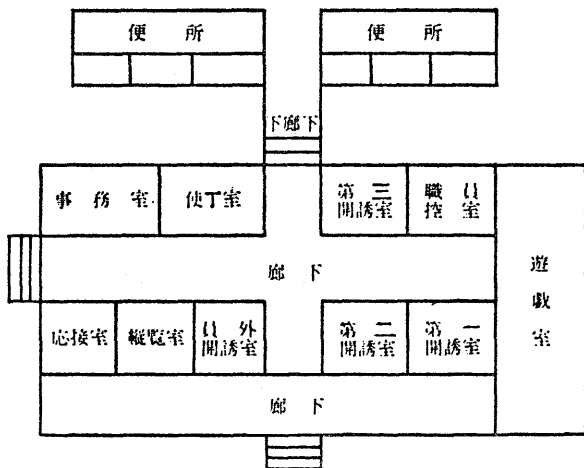 便所
便所
下廊下
事務室
使丁室
第三
開誘室
職員
控室
廊下
遊戯室
応接室
縦覧室
員外
開誘室
第二
開誘室
第一
開誘室
廊下